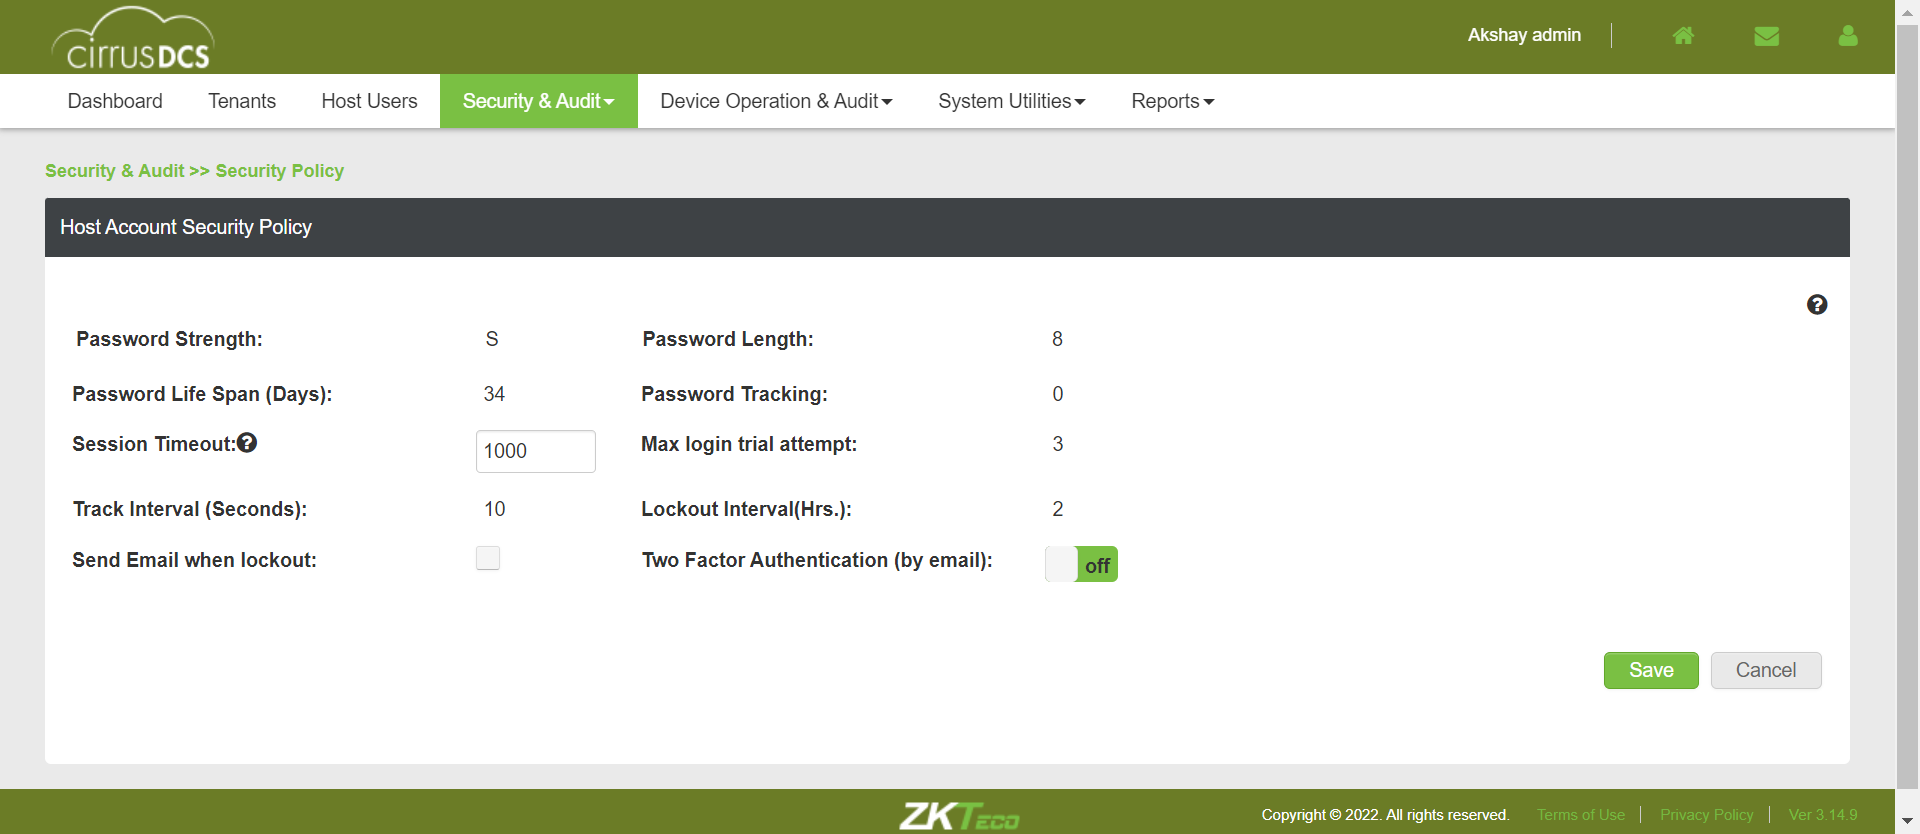 cirrusDCS
Akshay admin
Dashboard Tenants Host Users Security & Audit Device Operation & Audit System Utilities Reports
Security & Audit >> Security Policy
Host Account Security Policy
Password Strength: S Password Length: 8
Password Life Span (Days): 34 Password Tracking: 0
Session Timeout: 1000 Max login trial attempt: 3
Track Interval (Seconds): 10 Lockout Interval(Hrs.): 2
Send Email when lockout: Two Factor Authentication (by email): off
Save Cancel
ZKTeco Copyright © 2022. All rights reserved. Terms of Use Privacy Policy Ver 3.14.9